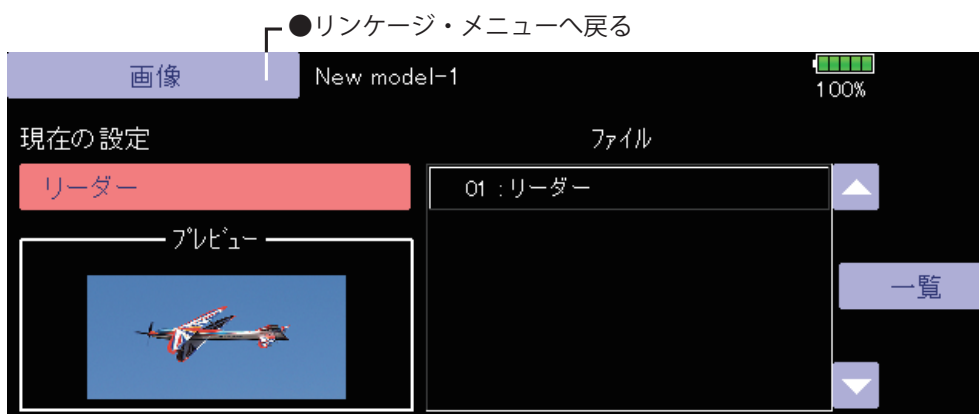 ●リンケージ・メニューへ戻る
画像
New model-1
100%
現在の設定
ファイル
リーダー
01 : リーダー
プレビュー
一覧